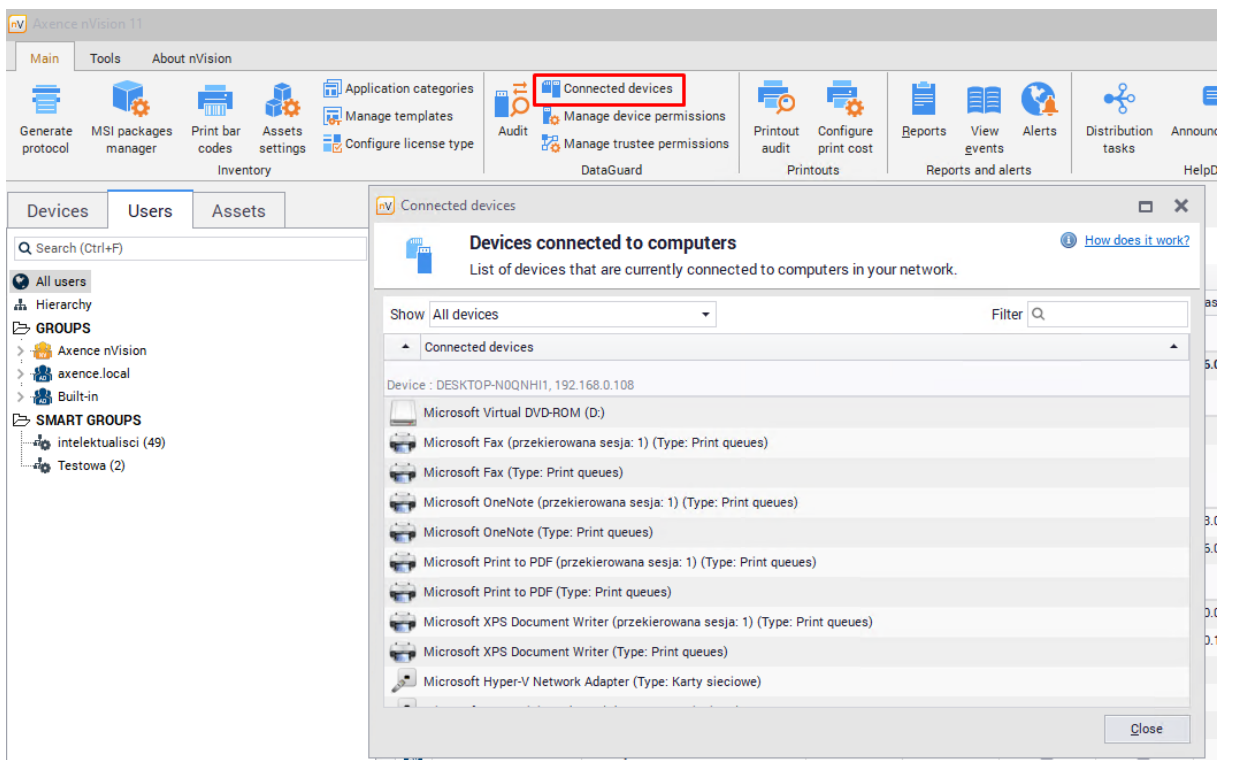 Axence nVision 11
Main Tools About nVision
Generate protocol
MSI packages manager
Print bar codes
Assets settings
Application categories
Manage templates
Configure license type
Inventory
Audit
Connected devices
Manage device permissions
Manage trustee permissions
DataGuard
Printout audit
Configure print cost
Printouts
Reports
View events
Alerts
Reports and alerts
Distribution tasks
Devices Users Assets
Search (Ctrl+F)
All users
Hierarchy
GROUPS
Axence nVision
axence.local
Built-in
SMART GROUPS
intelektualisci (49)
Testowa (2)
Connected devices
Devices connected to computers
How does it work?
List of devices that are currently connected to computers in your network.
Show All devices Filter
Connected devices
Device : DESKTOP-N0QNHI1, 192.168.0.108
Microsoft Virtual DVD-ROM (D:)
Microsoft Fax (przekierowana sesja: 1) (Type: Print queues)
Microsoft Fax (Type: Print queues)
Microsoft OneNote (przekierowana sesja: 1) (Type: Print queues)
Microsoft OneNote (Type: Print queues)
Microsoft Print to PDF (przekierowana sesja: 1) (Type: Print queues)
Microsoft Print to PDF (Type: Print queues)
Microsoft XPS Document Writer (przekierowana sesja: 1) (Type: Print queues)
Microsoft XPS Document Writer (Type: Print queues)
Microsoft Hyper-V Network Adapter (Type: Karty sieciowe)
Close